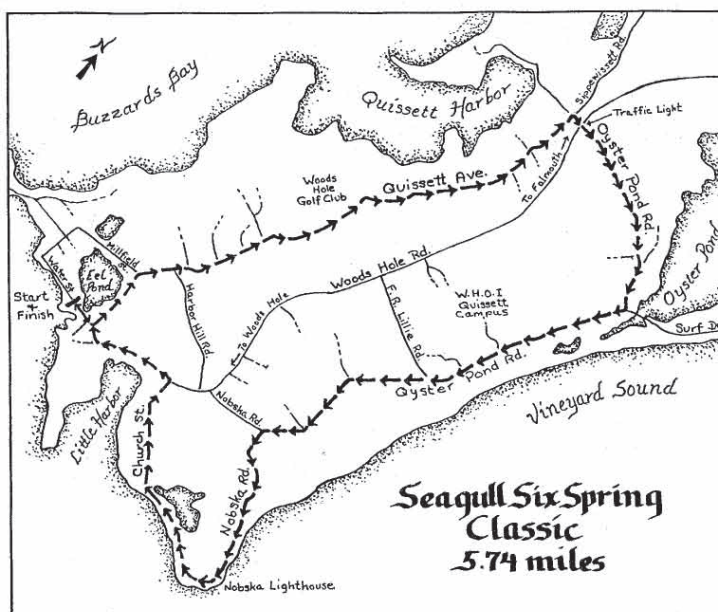 N
Buzzards Bay
Quissett Harbor
Sippewissett Rd.
Traffic Light
Oyster Pond Rd.
To Falmouth
Quissett Ave.
Woods
Hole
Golf Club
Millfield
St.
Water St.
Eel
Pond
Start
+
Finish
Harbor Hill Rd.
To Woods Hole
Woods Hole Rd.
F.R. Lillie Rd.
W.H.O.I
Quissett
Campus
Oyster Pond
Surf D
Oyster Pond Rd.
Vineyard Sound
Little Harbor
Church St.
Nobska Rd.
Nobska Rd.
Nobska Lighthouse
Seagull Six Spring
Classic
5.74 miles